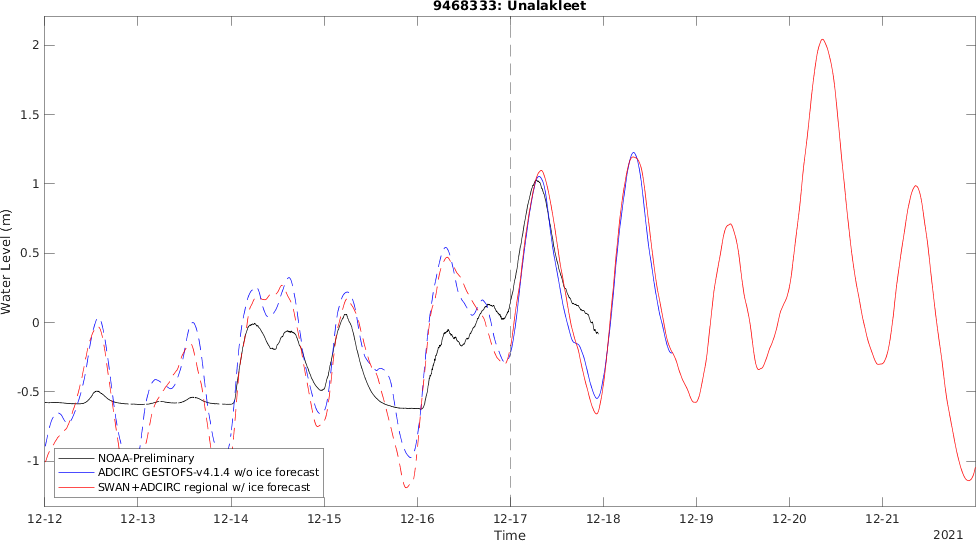 9468333: Unalakleet
Water Level (m)
2
1.5
1
0.5
0
-0.5
-1
NOAA-Preliminary
ADCIRC GESTOFS-v4.1.4 w/o ice forecast
SWAN+ADCIRC regional w/ ice forecast
12-12 12-13 12-14 12-15 12-16 12-17 12-18 12-19 12-20 12-21
Time
2021